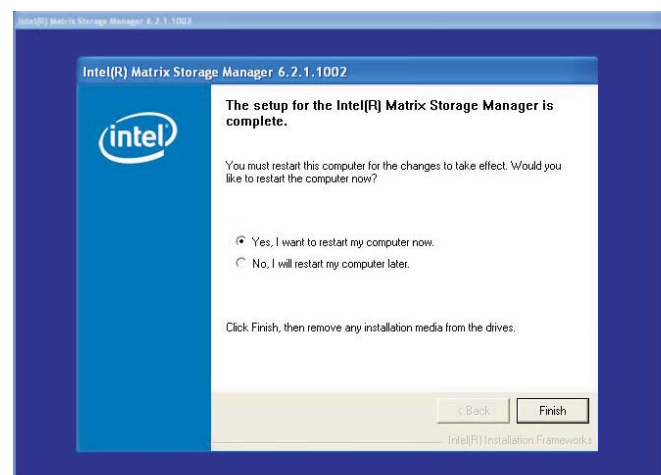 Intel(R) Matrix Storage Manager 6.2.1.1002
Intel(R) Matrix Storage Manager 6.2.1.1002
The setup for the Intel(R) Matrix Storage Manager is
complete.
intel
You must restart this computer for the changes to take effect. Would you
like to restart the computer now?
Yes, I want to restart my computer now.
No, I will restart my computer later.
Click Finish, then remove any installation media from the drives.
< Back
Finish
Intel(R) Installation Frameworks